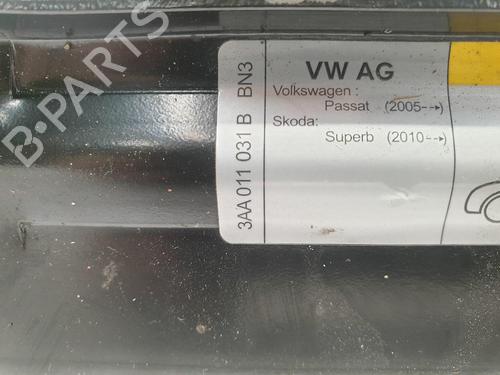 B·PARTS
VW AG
Volkswagen :
Passat (2005-->)
Skoda:
Superb (2010-->)
3AA 011 031 B BN3